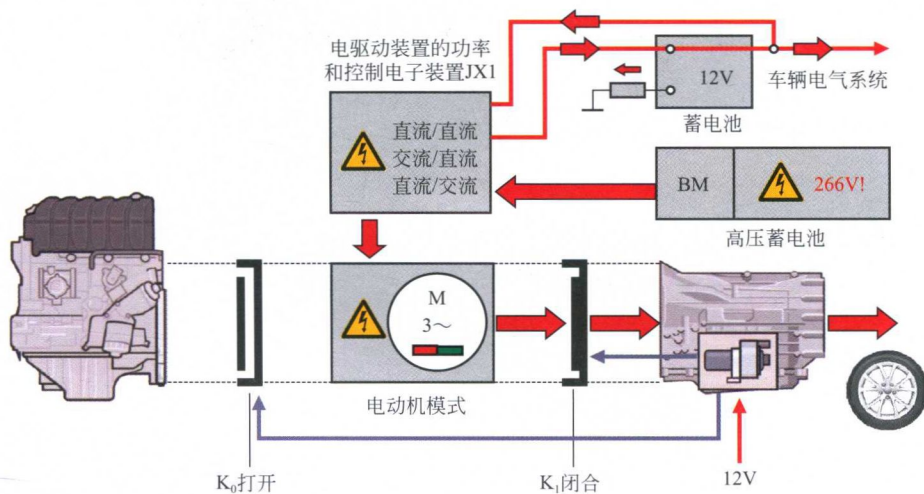 电驱动装置的功率
和控制电子装置JX1
直流/直流
交流/直流
直流/交流
12V
蓄电池
车辆电气系统
BM
266V!
高压蓄电池
M
3～
电动机模式
K₀打开
K₁闭合
12V